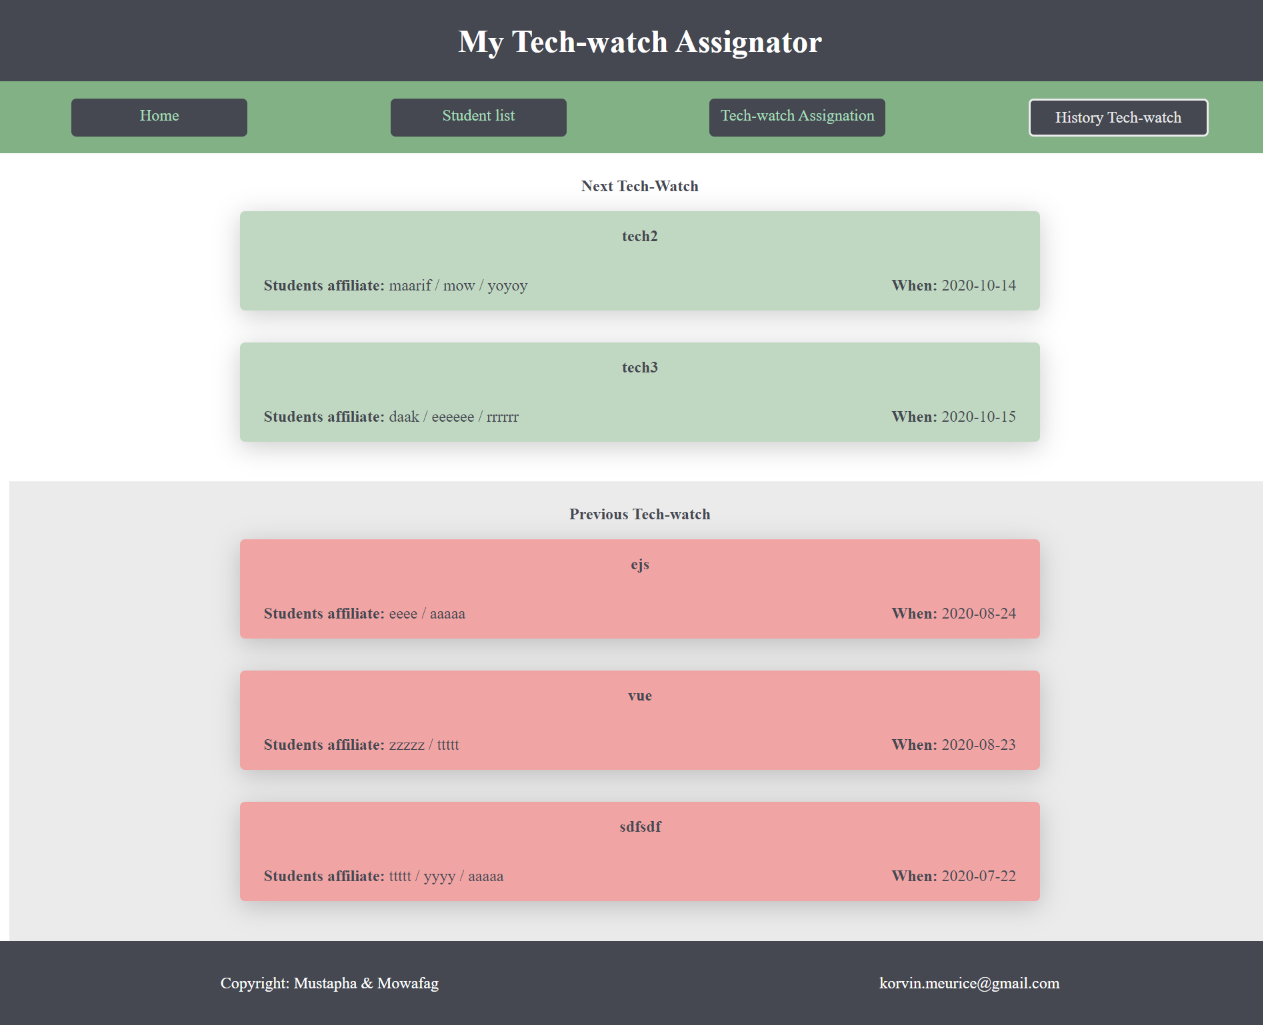 My Tech-watch Assignator
Home
Student list
Tech-watch Assignation
History Tech-watch
Next Tech-Watch
tech2
Students affiliate: maarif / mow / yoyoy
When: 2020-10-14
tech3
Students affiliate: daak / eeeeee / rrrrrr
When: 2020-10-15
Previous Tech-watch
ejs
Students affiliate: eeee / aaaaa
When: 2020-08-24
vue
Students affiliate: zzzzz / ttttt
When: 2020-08-23
sdfsdf
Students affiliate: ttttt / yyyy / aaaaa
When: 2020-07-22
Copyright: Mustapha & Mowafag
korvin.meurice@gmail.com